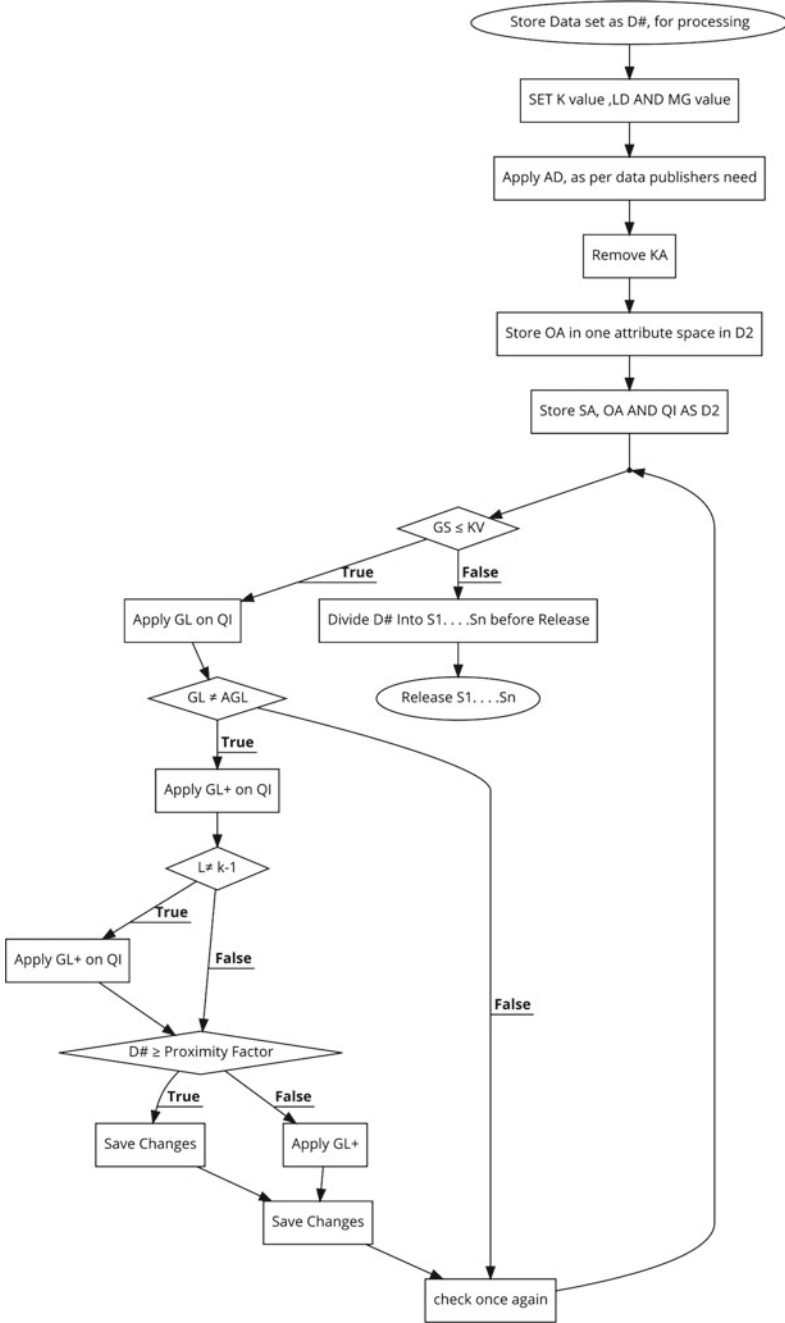 Store Data set as D#, for processing
SET K value ,LD AND MG value
Apply AD, as per data publishers need
Remove KA
Store OA in one attribute space in D2
Store SA, OA AND QI AS D2
GS ≤ KV
True
False
Apply GL on QI
Divide D# Into S1. . . .Sn before Release
GL ≠ AGL
Release S1. . . .Sn
True
Apply GL+ on QI
L≠ k-1
True
Apply GL+ on QI
False
False
D# ≥ Proximity Factor
True
False
Save Changes
Apply GL+
Save Changes
check once again